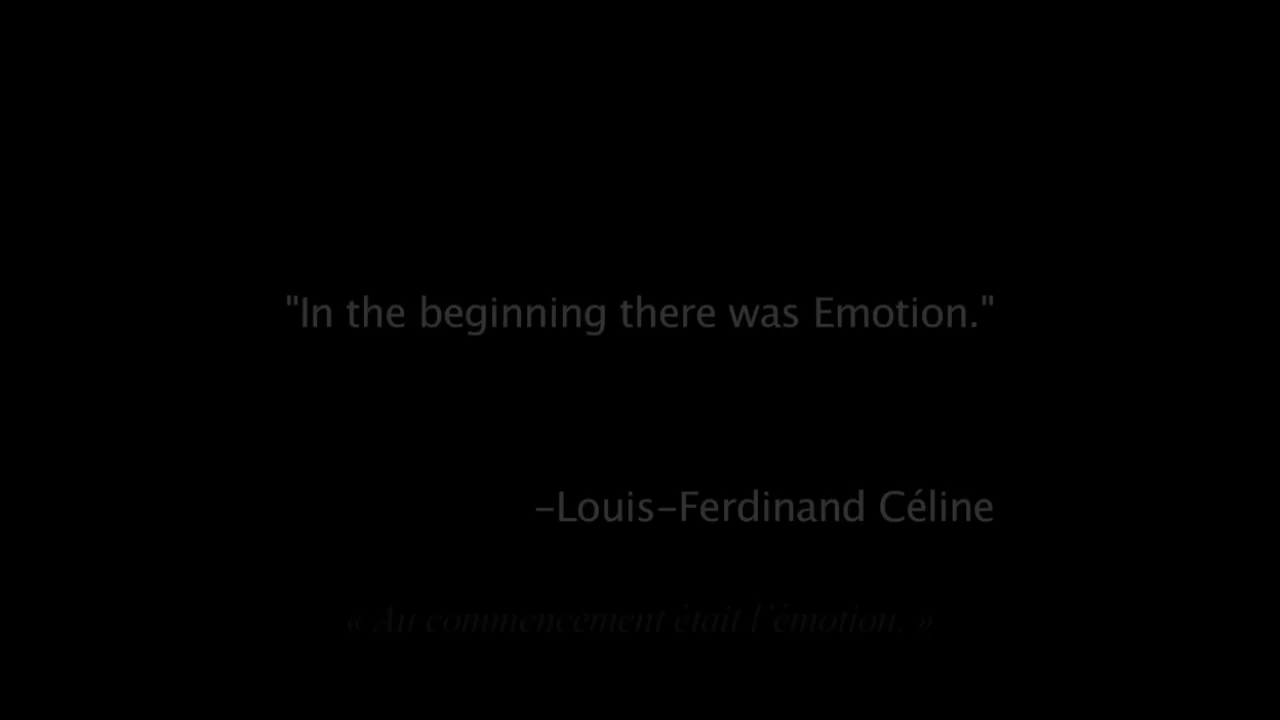 "In the beginning there was Emotion."
–Louis–Ferdinand Céline
« Au commencement était l'émotion. »